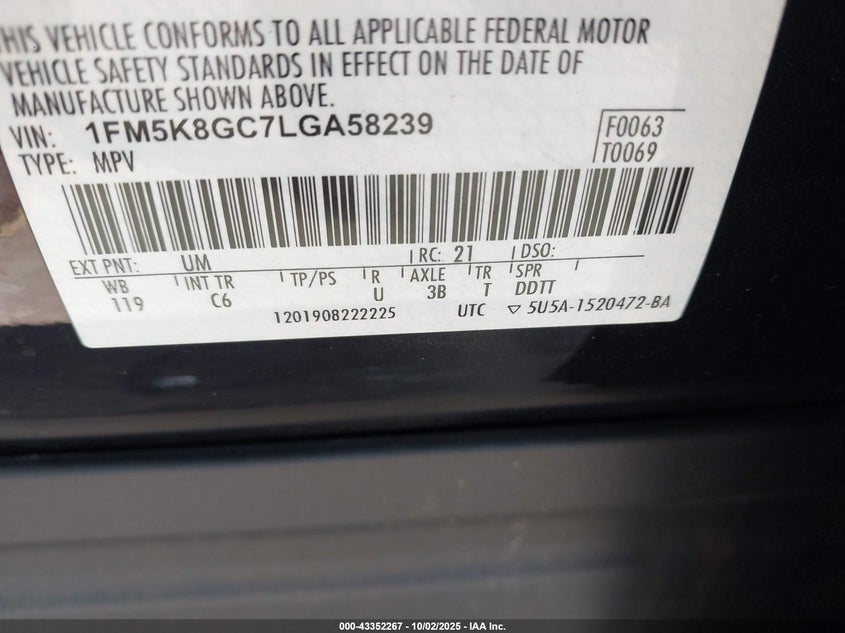 THIS VEHICLE CONFORMS TO ALL APPLICABLE FEDERAL MOTOR
VEHICLE SAFETY STANDARDS IN EFFECT ON THE DATE OF
MANUFACTURE SHOWN ABOVE.
VIN: 1FM5K8GC7LGA58239 F0063
TYPE: MPV T0069
EXT PNT: UM RC: 21 DSO:
WB INT TR TP/PS R AXLE TR SPR
119 C6 U 3B T DDTT
1201908222225 UTC ▽ 5U5A-1520472-BA
000-43352267 - 10/02/2025 - IAA Inc.